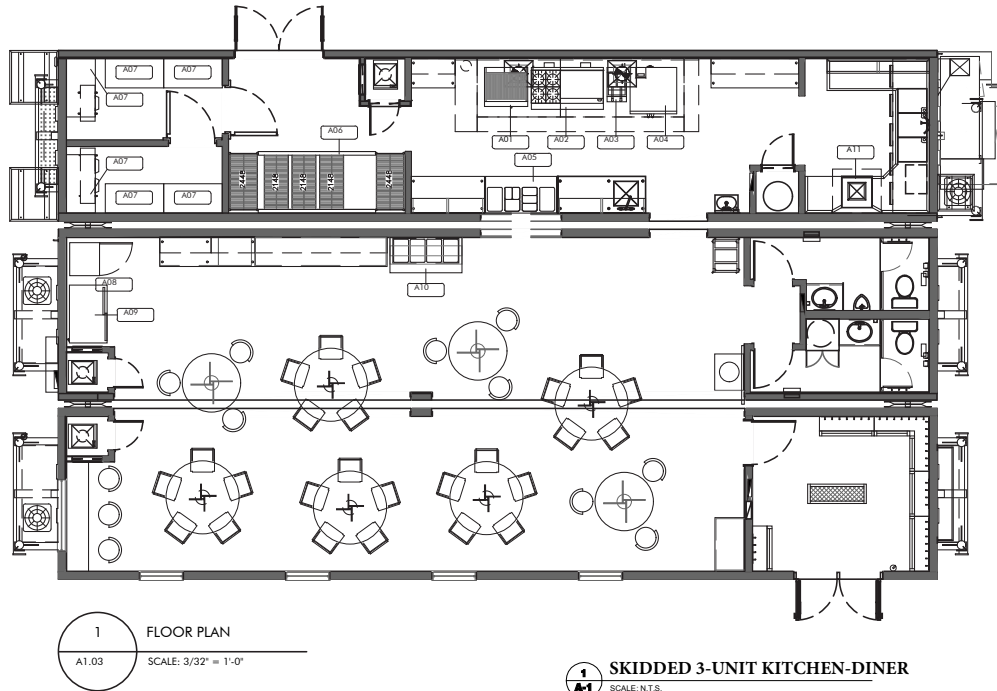 A07 A07
A07
A06
A07
A07 A07
2448
2148
2148
2148
2448
A01 A02 A03 A04
A05
A11
A08
A09
A10
1
FLOOR PLAN
A1.03
SCALE: 3/32" = 1'-0"
1
A-1
SKIDDED 3-UNIT KITCHEN-DINER
SCALE: N.T.S.